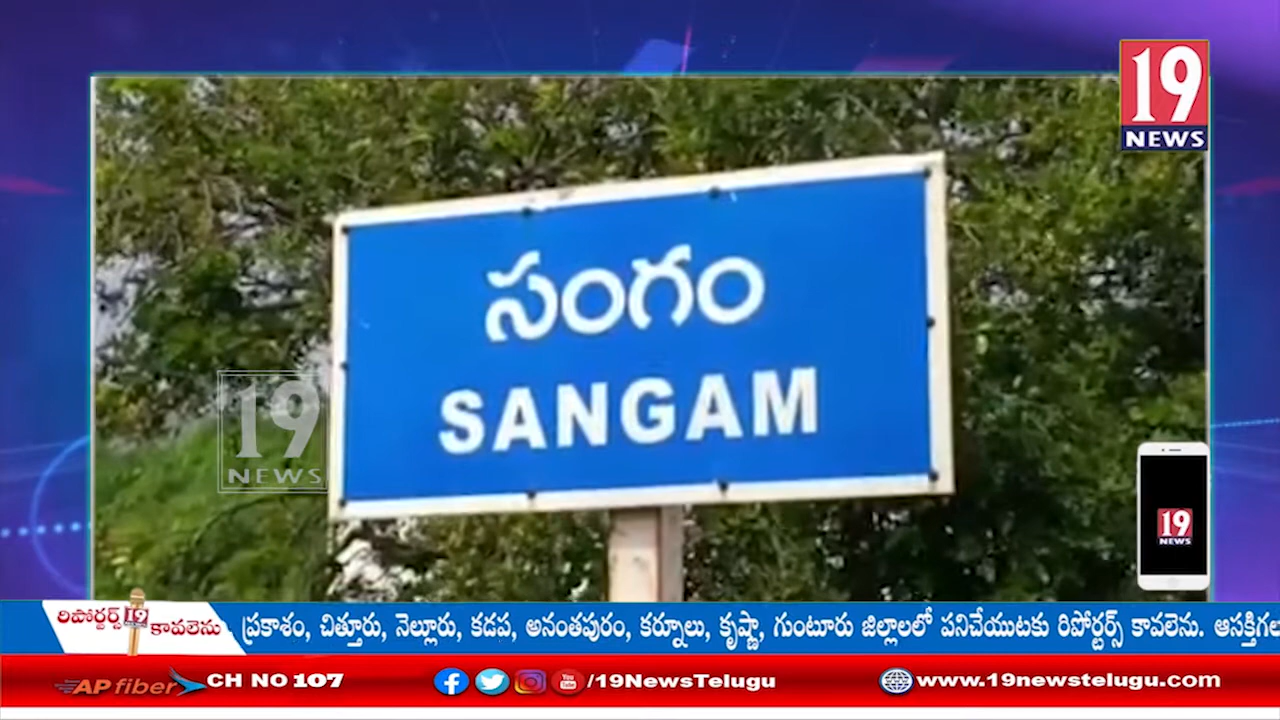 19
NEWS
సంగం
SANGAM
19
NEWS
19
NEWS
రిపోర్టర్స్ 19 కావలెను
ప్రకాశం, చిత్తూరు, నెల్లూరు, కడప, అనంతపురం, కర్నూలు, కృష్ణా, గుంటూరు జిల్లాలలో పనిచేయుటకు రిపోర్టర్స్ కావలెను. ఆసక్తిగల
AP fiber CH NO 107 /19NewsTelugu www.19newstelugu.com